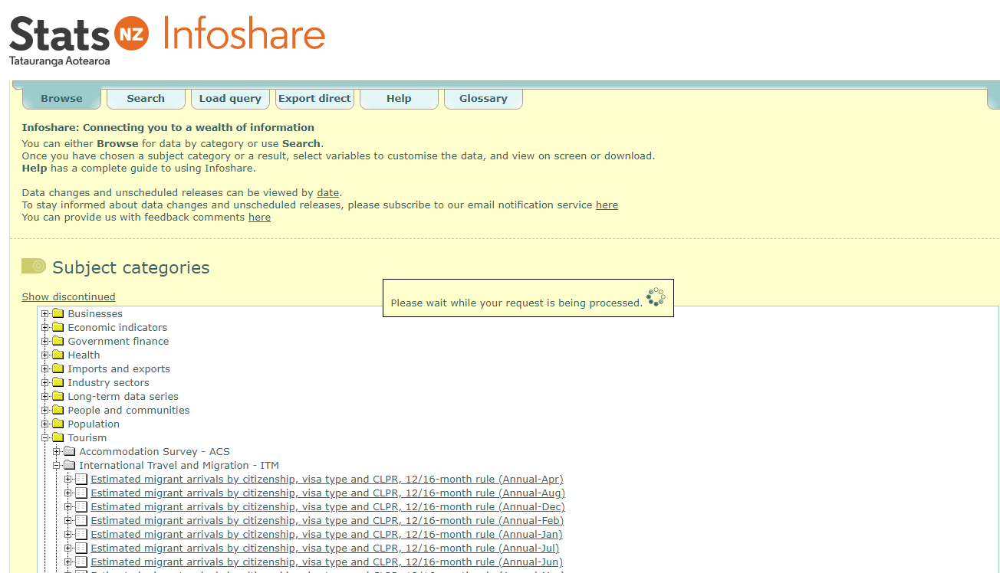 Stats NZ Infoshare
Tatauranga Aotearoa
Browse Search Load query Export direct Help Glossary
Infoshare: Connecting you to a wealth of information
You can either Browse for data by category or use Search.
Once you have chosen a subject category or a result, select variables to customise the data, and view on screen or download.
Help has a complete guide to using Infoshare.
Data changes and unscheduled releases can be viewed by date.
To stay informed about data changes and unscheduled releases, please subscribe to our email notification service here
You can provide us with feedback comments here
Subject categories
Show discontinued
Please wait while your request is being processed.
Businesses
Economic indicators
Government finance
Health
Imports and exports
Industry sectors
Long-term data series
People and communities
Population
Tourism
Accommodation Survey - ACS
International Travel and Migration - ITM
Estimated migrant arrivals by citizenship, visa type and CLPR, 12/16-month rule (Annual-Apr)
Estimated migrant arrivals by citizenship, visa type and CLPR, 12/16-month rule (Annual-Aug)
Estimated migrant arrivals by citizenship, visa type and CLPR, 12/16-month rule (Annual-Dec)
Estimated migrant arrivals by citizenship, visa type and CLPR, 12/16-month rule (Annual-Feb)
Estimated migrant arrivals by citizenship, visa type and CLPR, 12/16-month rule (Annual-Jan)
Estimated migrant arrivals by citizenship, visa type and CLPR, 12/16-month rule (Annual-Jul)
Estimated migrant arrivals by citizenship, visa type and CLPR, 12/16-month rule (Annual-Jun)